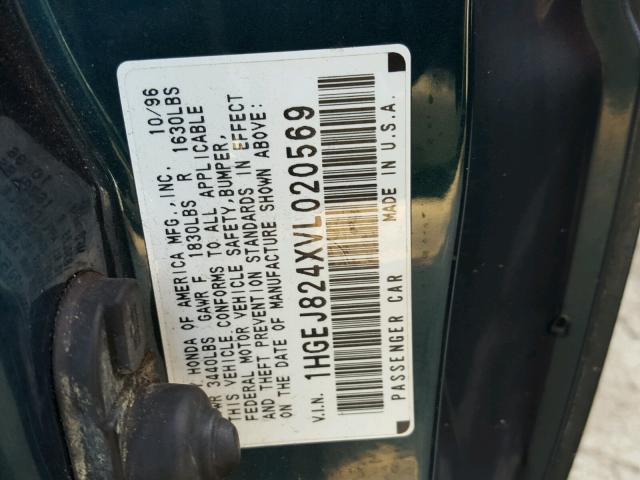 HONDA OF AMERICA MFG.,INC. 10/96
3440LBS GAWR F 1830LBS R 1630LBS
THIS VEHICLE CONFORMS TO ALL APPLICABLE
FEDERAL MOTOR VEHICLE SAFETY,BUMPER,
AND THEFT PREVENTION STANDARDS IN EFFECT
ON THE DATE OF MANUFACTURE SHOWN ABOVE:
V.I.N. 1HGEJ824XVL020569
PASSENGER CAR MADE IN U.S.A.